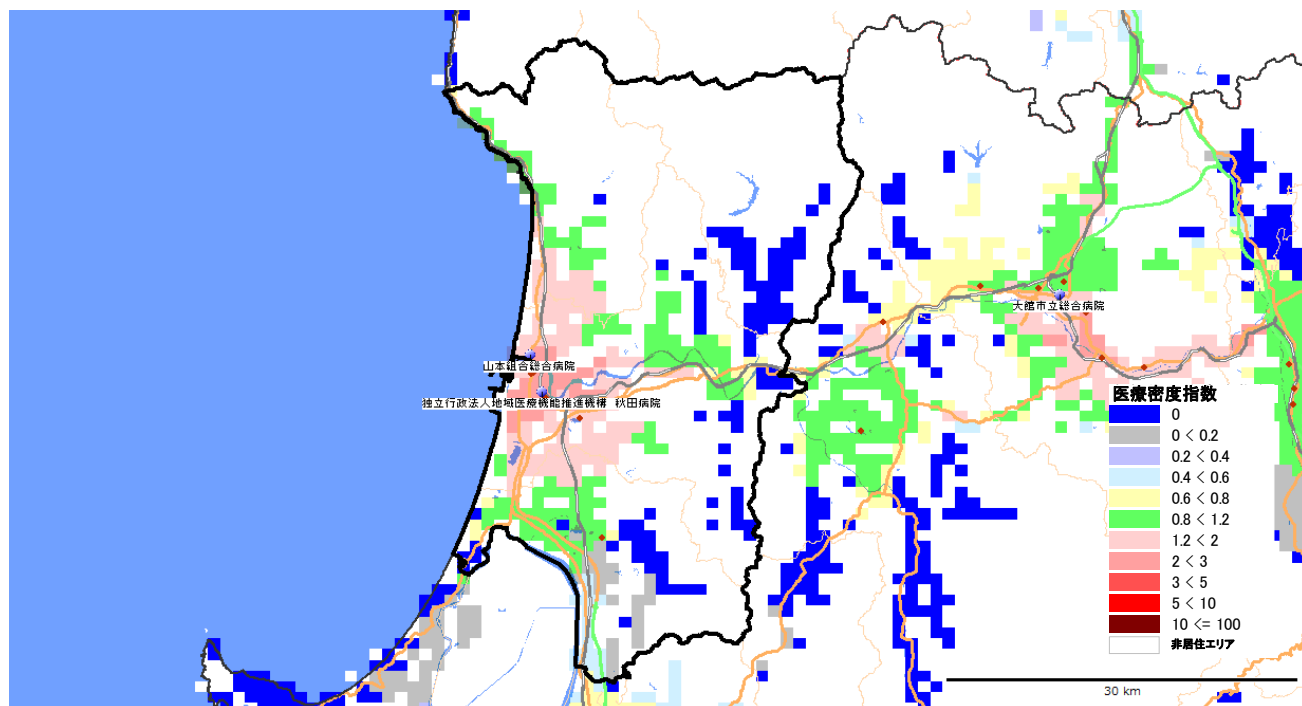 大館市立総合病院
山本組合総合病院
独立行政法人地域医療機能推進機構 秋田病院
医療密度指数
0
0 < 0.2
0.2 < 0.4
0.4 < 0.6
0.6 < 0.8
0.8 < 1.2
1.2 < 2
2 < 3
3 < 5
5 < 10
10 <= 100
非居住エリア
30 km